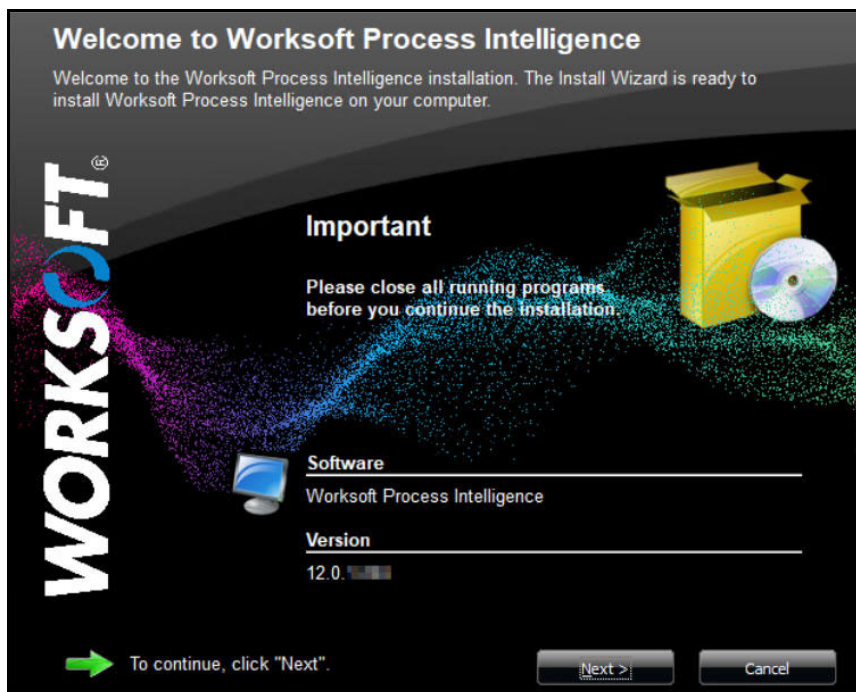 Welcome to Worksoft Process Intelligence
Welcome to the Worksoft Process Intelligence installation. The Install Wizard is ready to
install Worksoft Process Intelligence on your computer.
WORKSOFT®
Important
Please close all running programs
before you continue the installation.
Software
Worksoft Process Intelligence
Version
12.0.
To continue, click "Next".
Next >
Cancel